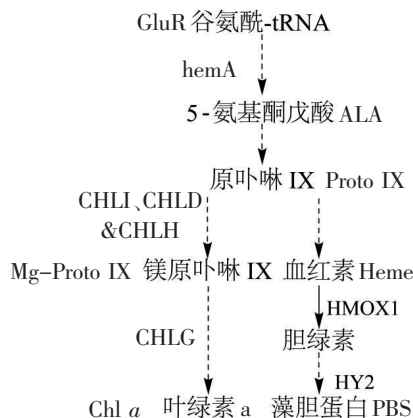 GluR 谷氨酰-tRNA
hemA
5-氨基酮戊酸 ALA
原卟啉 IX Proto IX
CHLI、CHLD
&CHLH
Mg-Proto IX 镁原卟啉 IX 血红素 Heme
HMOX1
CHLG
胆绿素
HY2
Chl a 叶绿素 a 藻胆蛋白 PBS